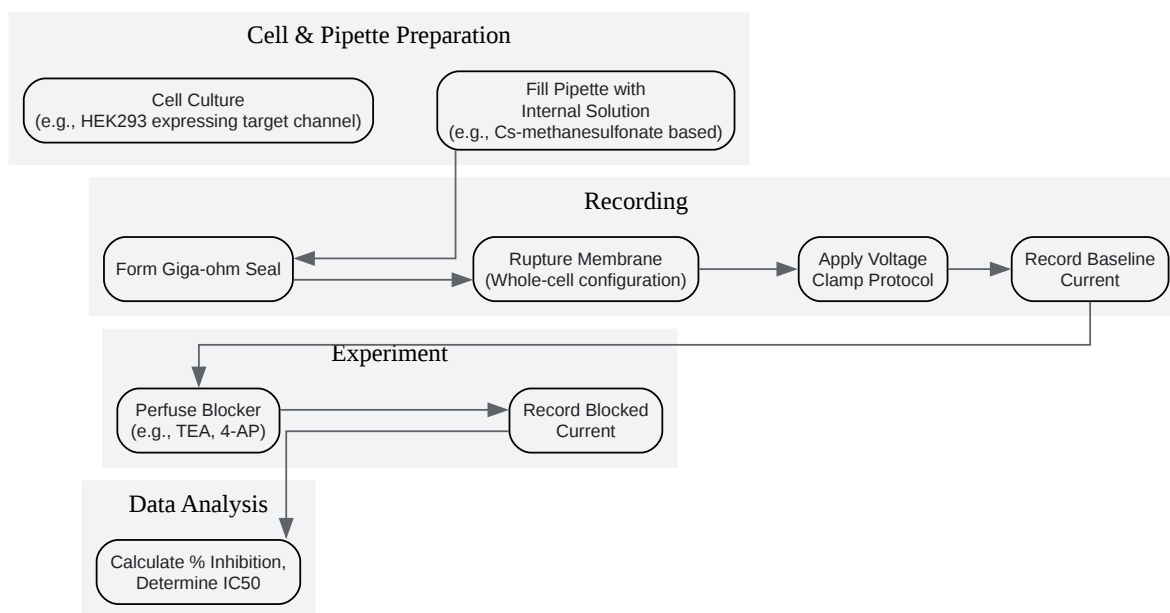 Cell & Pipette Preparation
Cell Culture
(e.g., HEK293 expressing target channel)
Fill Pipette with
Internal Solution
(e.g., Cs-methanesulfonate based)
Recording
Form Giga-ohm Seal
Rupture Membrane
(Whole-cell configuration)
Apply Voltage
Clamp Protocol
Record Baseline
Current
Experiment
Perfuse Blocker
(e.g., TEA, 4-AP)
Record Blocked
Current
Data Analysis
Calculate % Inhibition,
Determine IC50